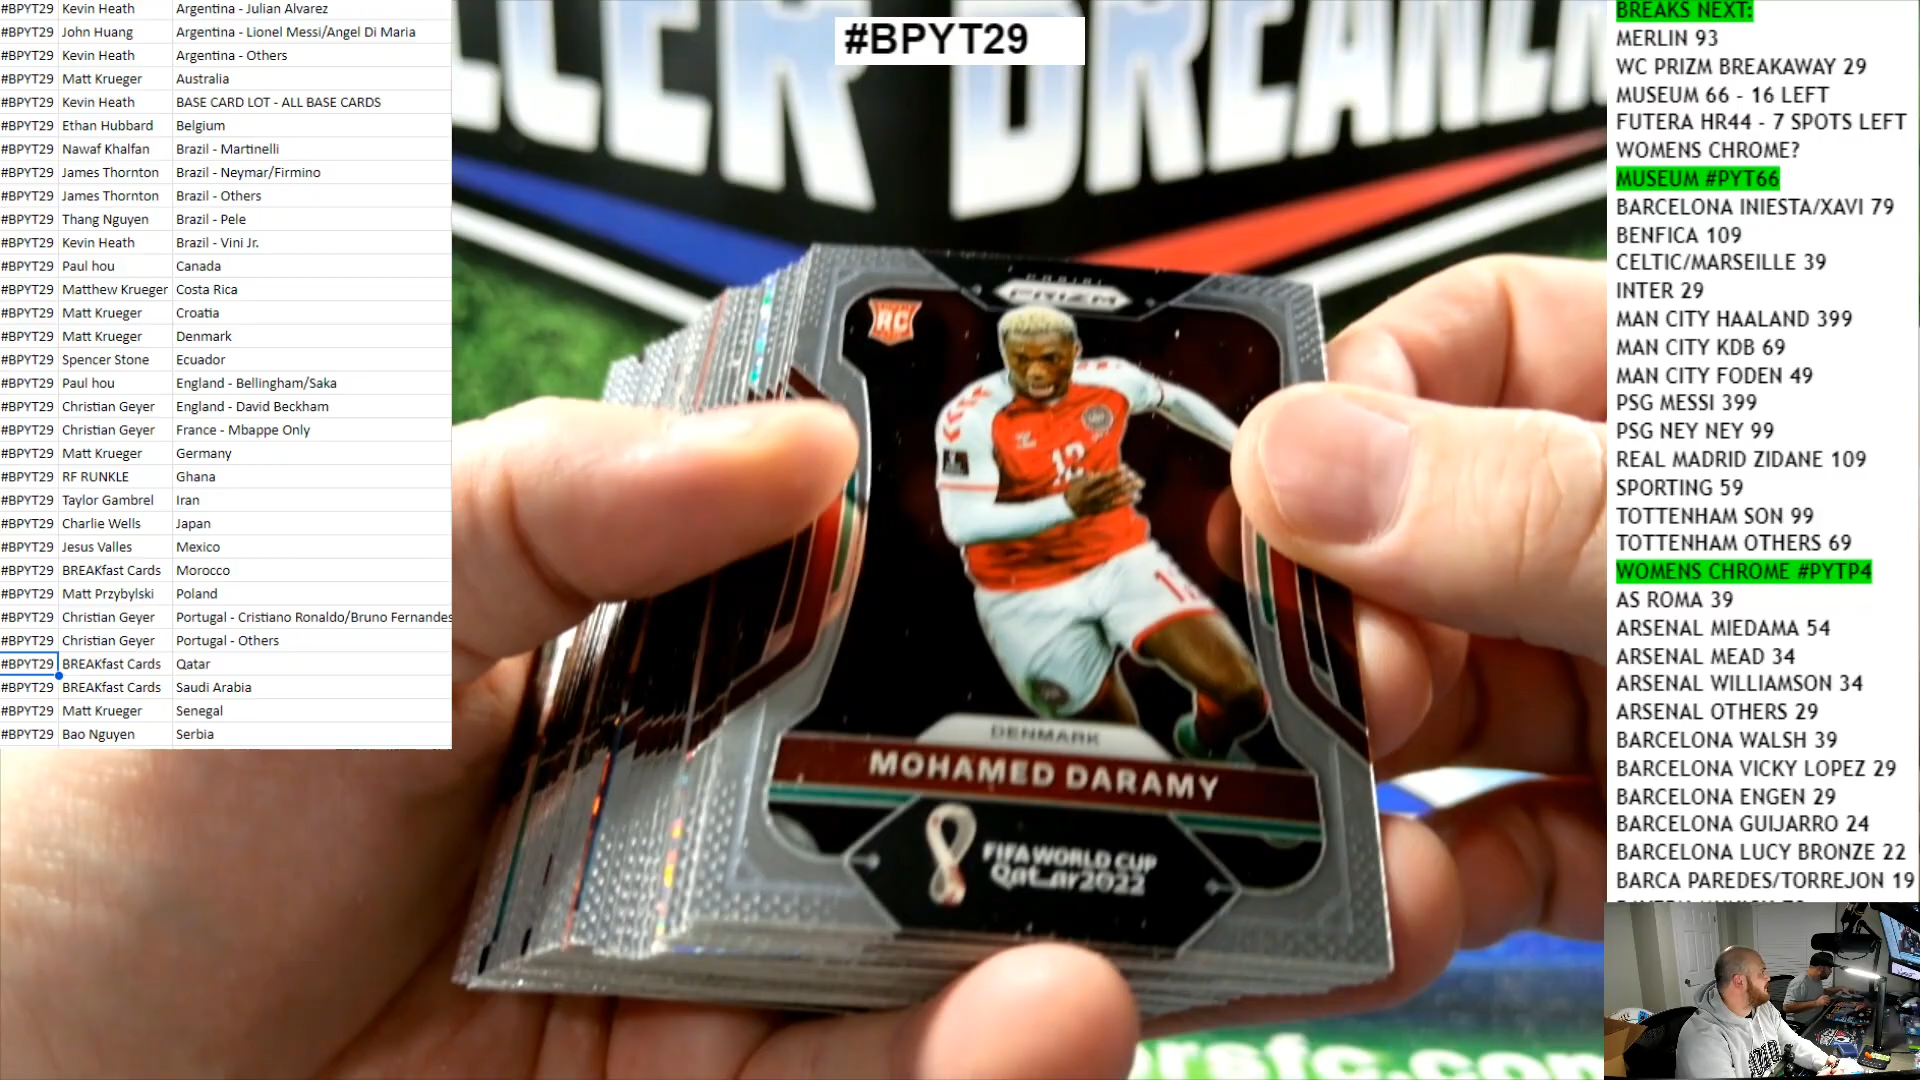 #BPYT29 Kevin Heath Argentina - Julian Alvarez
#BPYT29 John Huang Argentina - Lionel Messi/Angel Di Maria
#BPYT29 Kevin Heath Argentina - Others
#BPYT29 Matt Krueger Australia
#BPYT29 Kevin Heath BASE CARD LOT - ALL BASE CARDS
#BPYT29 Ethan Hubbard Belgium
#BPYT29 Nawaf Khalfan Brazil - Martinelli
#BPYT29 James Thornton Brazil - Neymar/Firmino
#BPYT29 James Thornton Brazil - Others
#BPYT29 Thang Nguyen Brazil - Pele
#BPYT29 Kevin Heath Brazil - Vini Jr.
#BPYT29 Paul hou Canada
#BPYT29 Matthew Krueger Costa Rica
#BPYT29 Matt Krueger Croatia
#BPYT29 Matt Krueger Denmark
#BPYT29 Spencer Stone Ecuador
#BPYT29 Paul hou England - Bellingham/Saka
#BPYT29 Christian Geyer England - David Beckham
#BPYT29 Christian Geyer France - Mbappe Only
#BPYT29 Matt Krueger Germany
#BPYT29 RF RUNKLE Ghana
#BPYT29 Taylor Gambrel Iran
#BPYT29 Charlie Wells Japan
#BPYT29 Jesus Valles Mexico
#BPYT29 BREAKfast Cards Morocco
#BPYT29 Matt Przybylski Poland
#BPYT29 Christian Geyer Portugal - Cristiano Ronaldo/Bruno Fernandes
#BPYT29 Christian Geyer Portugal - Others
#BPYT29 BREAKfast Cards Qatar
#BPYT29 BREAKfast Cards Saudi Arabia
#BPYT29 Matt Krueger Senegal
#BPYT29 Bao Nguyen Serbia
#BPYT29
PANINI
PRIZM
RC
12
DENMARK
MOHAMED DARAMY
FIFA WORLD CUP
Qatar2022
BREAKS NEXT:
MERLIN 93
WC PRIZM BREAKAWAY 29
MUSEUM 66 - 16 LEFT
FUTERA HR44 - 7 SPOTS LEFT
WOMENS CHROME?
MUSEUM #PYT66
BARCELONA INIESTA/XAVI 79
BENFICA 109
CELTIC/MARSEILLE 39
INTER 29
MAN CITY HAALAND 399
MAN CITY KDB 69
MAN CITY FODEN 49
PSG MESSI 399
PSG NEY NEY 99
REAL MADRID ZIDANE 109
SPORTING 59
TOTTENHAM SON 99
TOTTENHAM OTHERS 69
WOMENS CHROME #PYTP4
AS ROMA 39
ARSENAL MIEDAMA 54
ARSENAL MEAD 34
ARSENAL WILLIAMSON 34
ARSENAL OTHERS 29
BARCELONA WALSH 39
BARCELONA VICKY LOPEZ 29
BARCELONA ENGEN 29
BARCELONA GUIJARRO 24
BARCELONA LUCY BRONZE 22
BARCA PAREDES/TORREJON 19